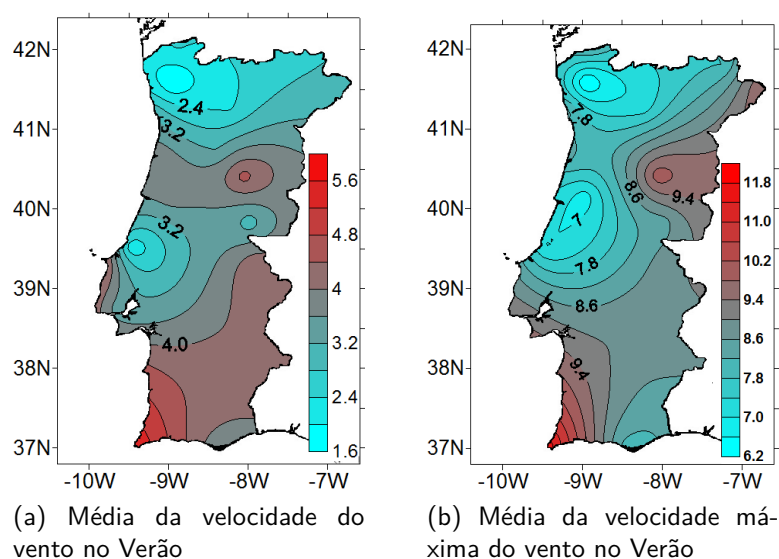 42N
41N
40N
39N
38N
37N
-10W
-9W
-8W
-7W
2.4
3.2
3.2
4.0
5.6
4.8
4
3.2
2.4
1.6
(a) Média da velocidade do
vento no Verão
42N
41N
40N
39N
38N
37N
-10W
-9W
-8W
-7W
7.8
8.6
9.4
7
7.8
8.6
9.4
11.8
11.0
10.2
9.4
8.6
7.8
7.0
6.2
(b) Média da velocidade má-
xima do vento no Verão